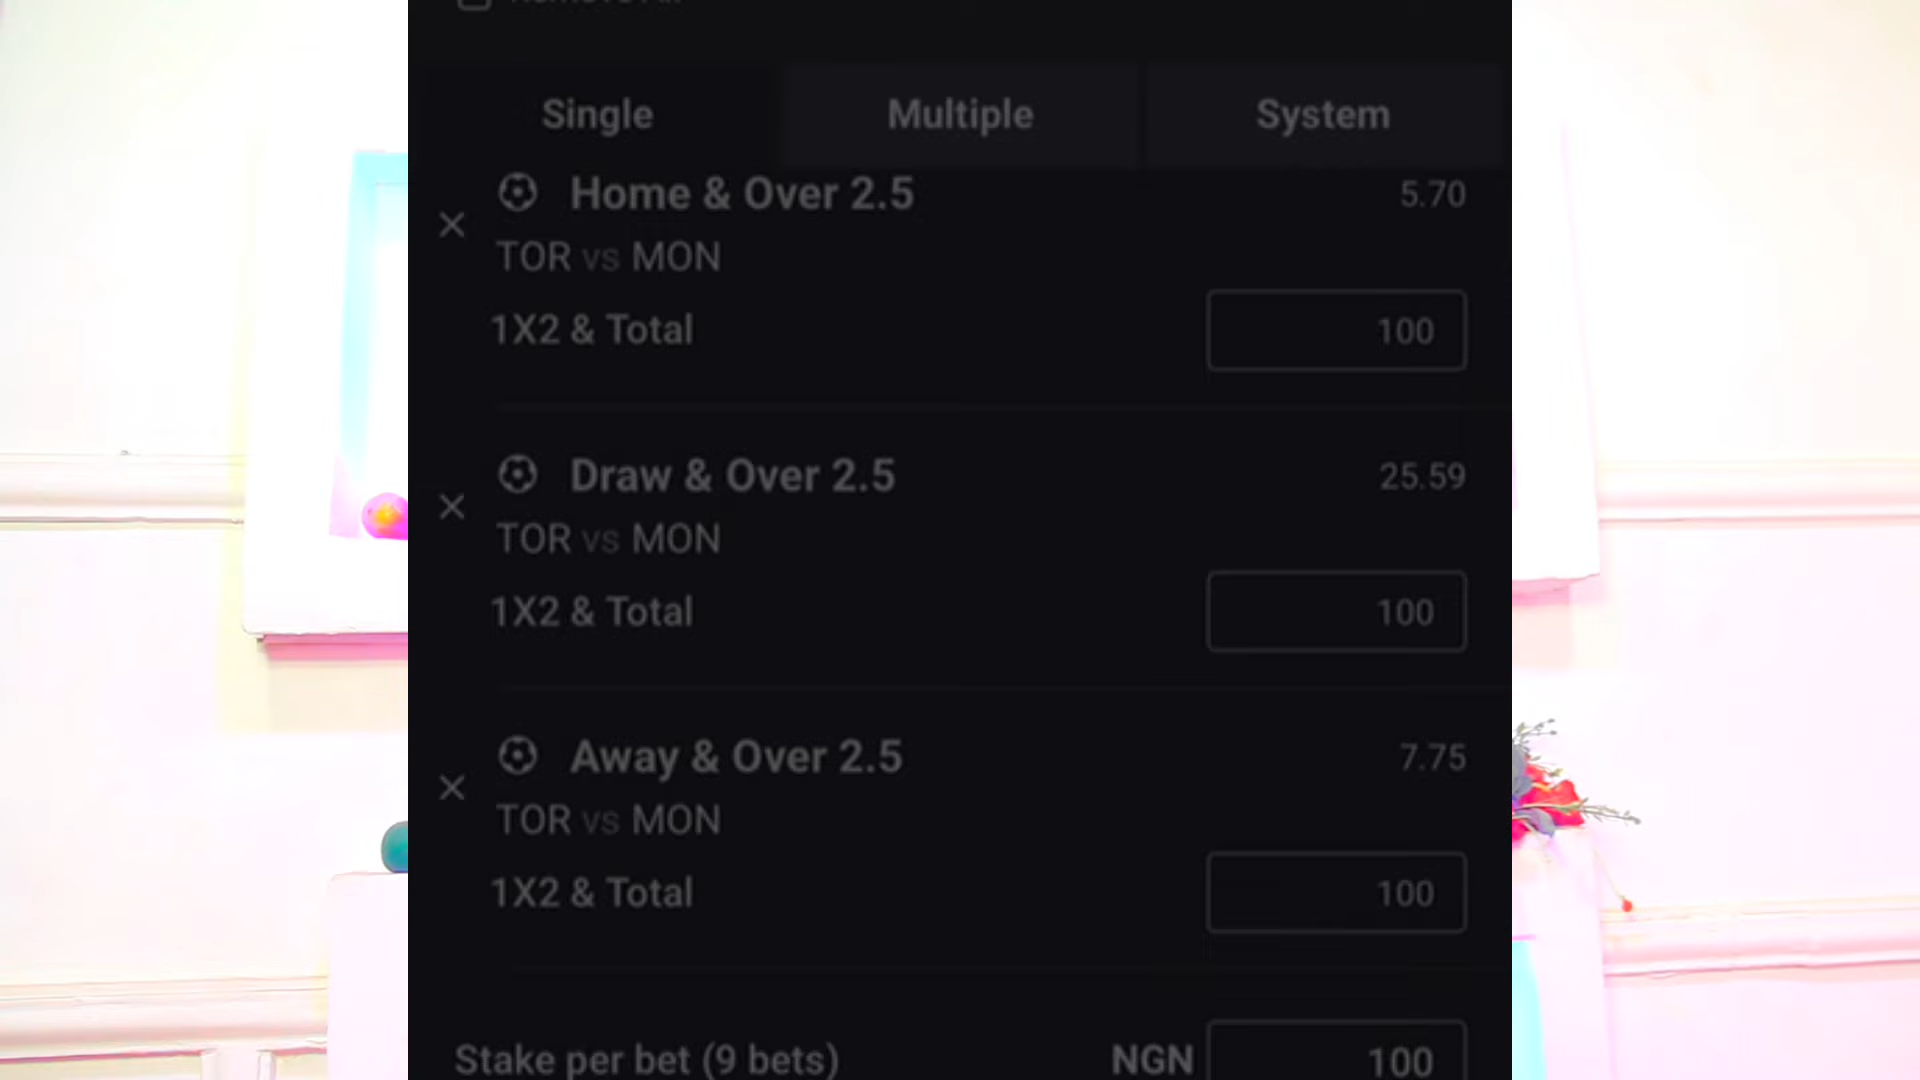 Single Multiple System
Home & Over 2.5 5.70
TOR vs MON
1X2 & Total 100
Draw & Over 2.5 25.59
TOR vs MON
1X2 & Total 100
Away & Over 2.5 7.75
TOR vs MON
1X2 & Total 100
Stake per bet (9 bets) NGN 100